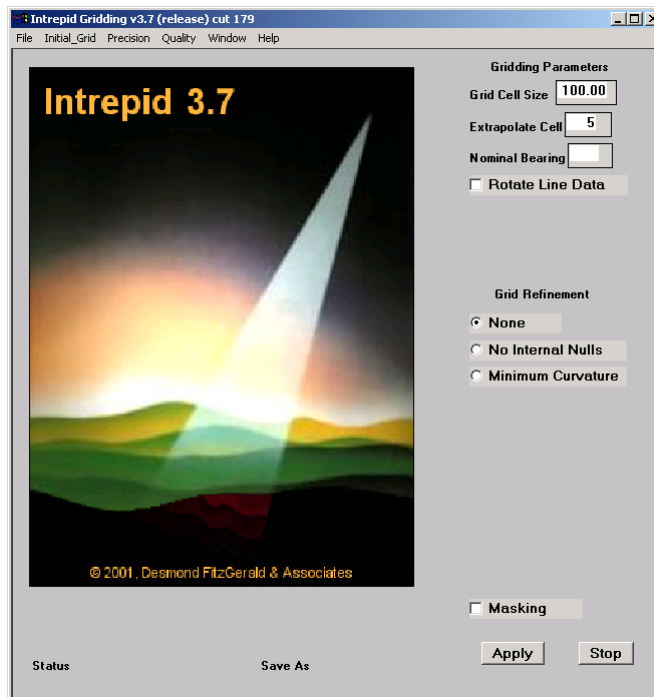 Intrepid Gridding v3.7 (release) cut 179
File Initial_Grid Precision Quality Window Help
Intrepid 3.7
© 2001, Desmond FitzGerald & Associates
Gridding Parameters
Grid Cell Size 100.00
Extrapolate Cell 5
Nominal Bearing
Rotate Line Data
Grid Refinement
None
No Internal Nulls
Minimum Curvature
Masking
Apply Stop
Status Save As